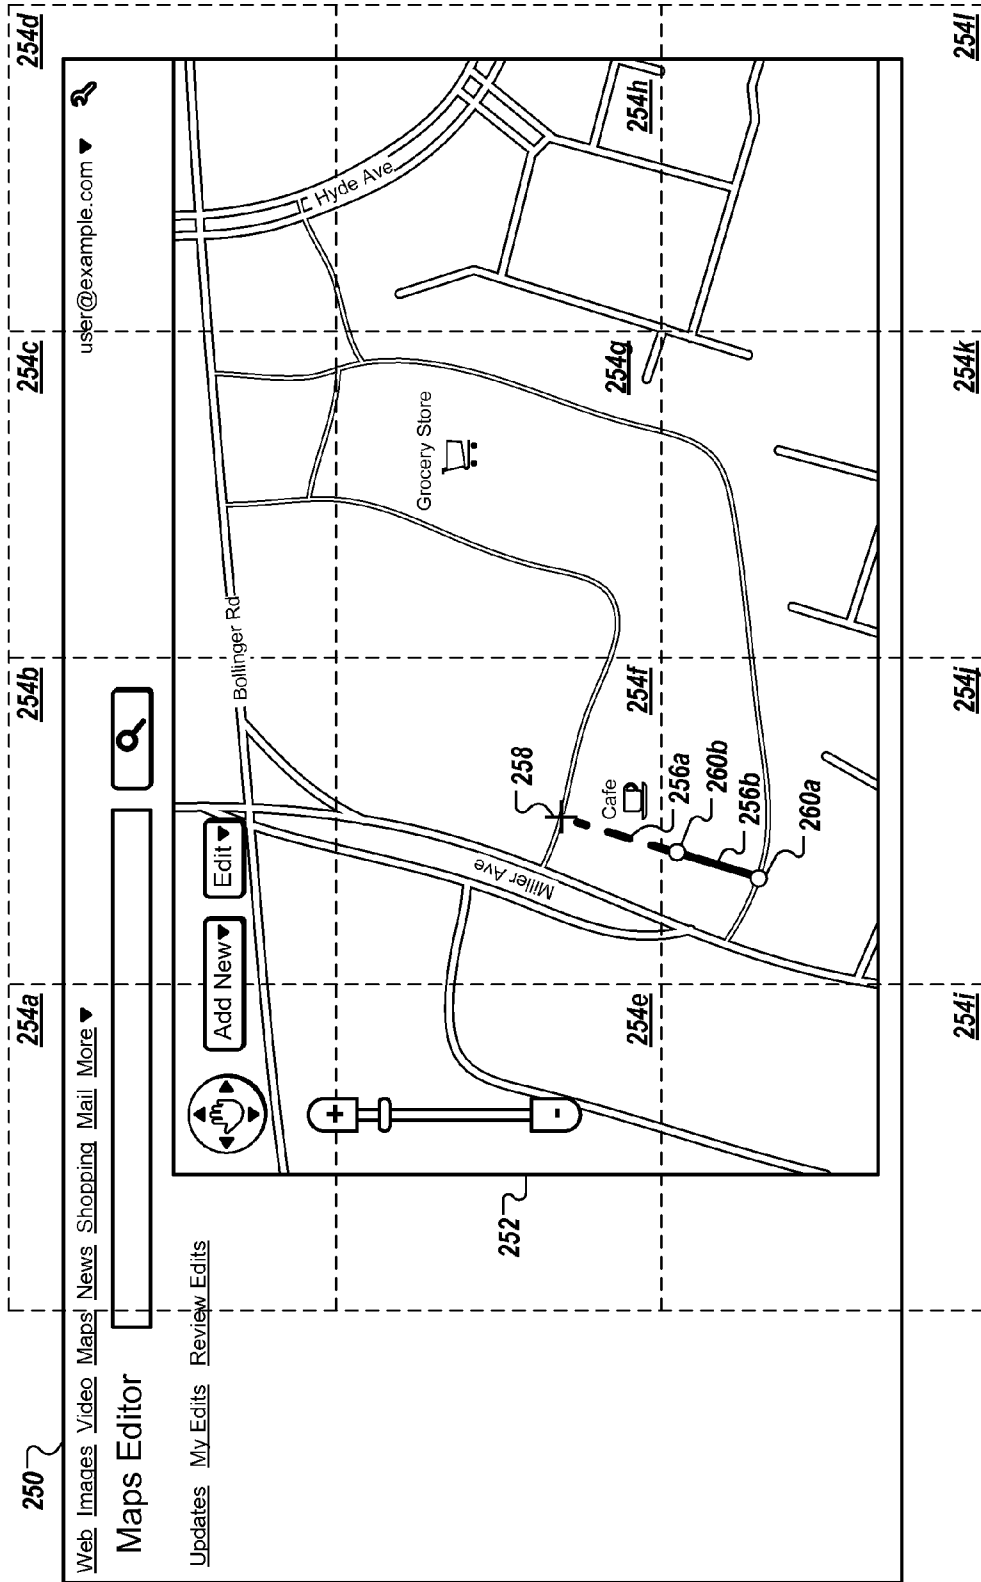 250
Web Images Video Maps News Shopping Mail More ▼
user@example.com ▼
Maps Editor
Updates My Edits Review Edits
254a
254b
254c
254d
Add New▼
Edit ▼
+
-
252
Bollinger Rd
Hyde Ave
Miller Ave
Grocery Store
Cafe
258
254e
254f
254g
254h
256a
260b
256b
260a
254i
254j
254k
254l